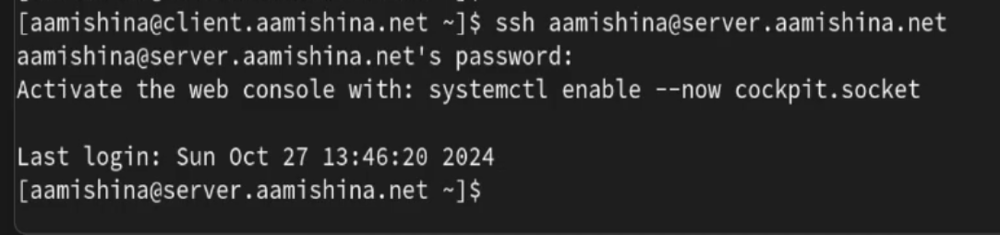 [aamishina@client.aamishina.net ~]$ ssh aamishina@server.aamishina.net
aamishina@server.aamishina.net's password:
Activate the web console with: systemctl enable --now cockpit.socket
Last login: Sun Oct 27 13:46:20 2024
[aamishina@server.aamishina.net ~]$